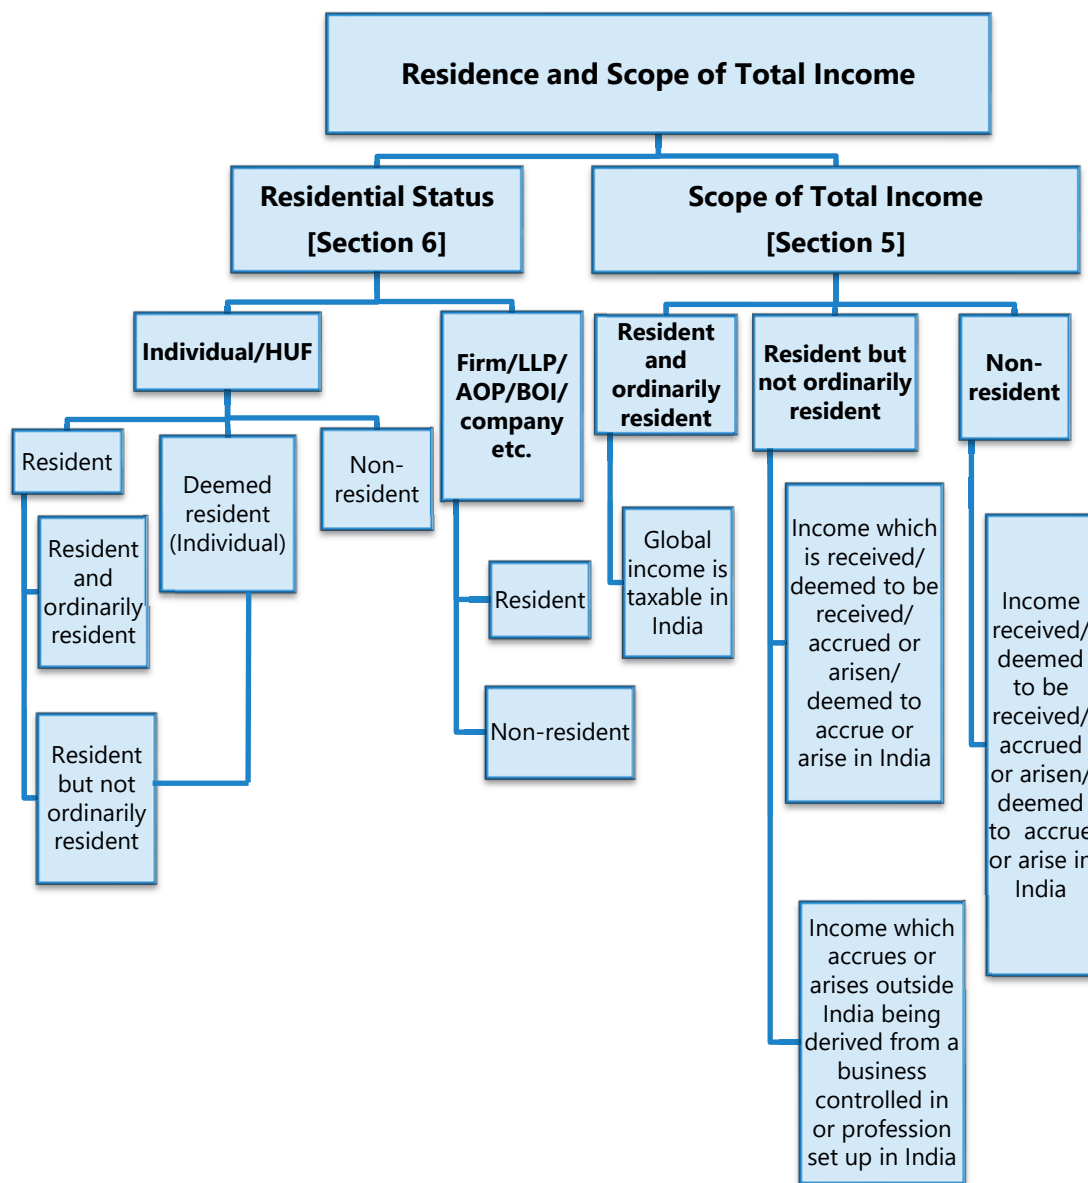 Residence and Scope of Total Income
Residential Status
[Section 6]
Scope of Total Income
[Section 5]
Individual/HUF
Firm/LLP/
AOP/BOI/
company
etc.
Resident
and
ordinarily
resident
Resident but
not ordinarily
resident
Non-
resident
Resident
Deemed
resident
(Individual)
Non-
resident
Resident
and
ordinarily
resident
Resident
but not
ordinarily
resident
Resident
Non-resident
Global
income is
taxable in
India
Income which
is received/
deemed to be
received/
accrued or
arisen/
deemed to
accrue or
arise in India
Income which
accrues or
arises outside
India being
derived from a
business
controlled in
or profession
set up in India
Income
received/
deemed
to be
received/
accrued
or arisen/
deemed
to accrue
or arise in
India